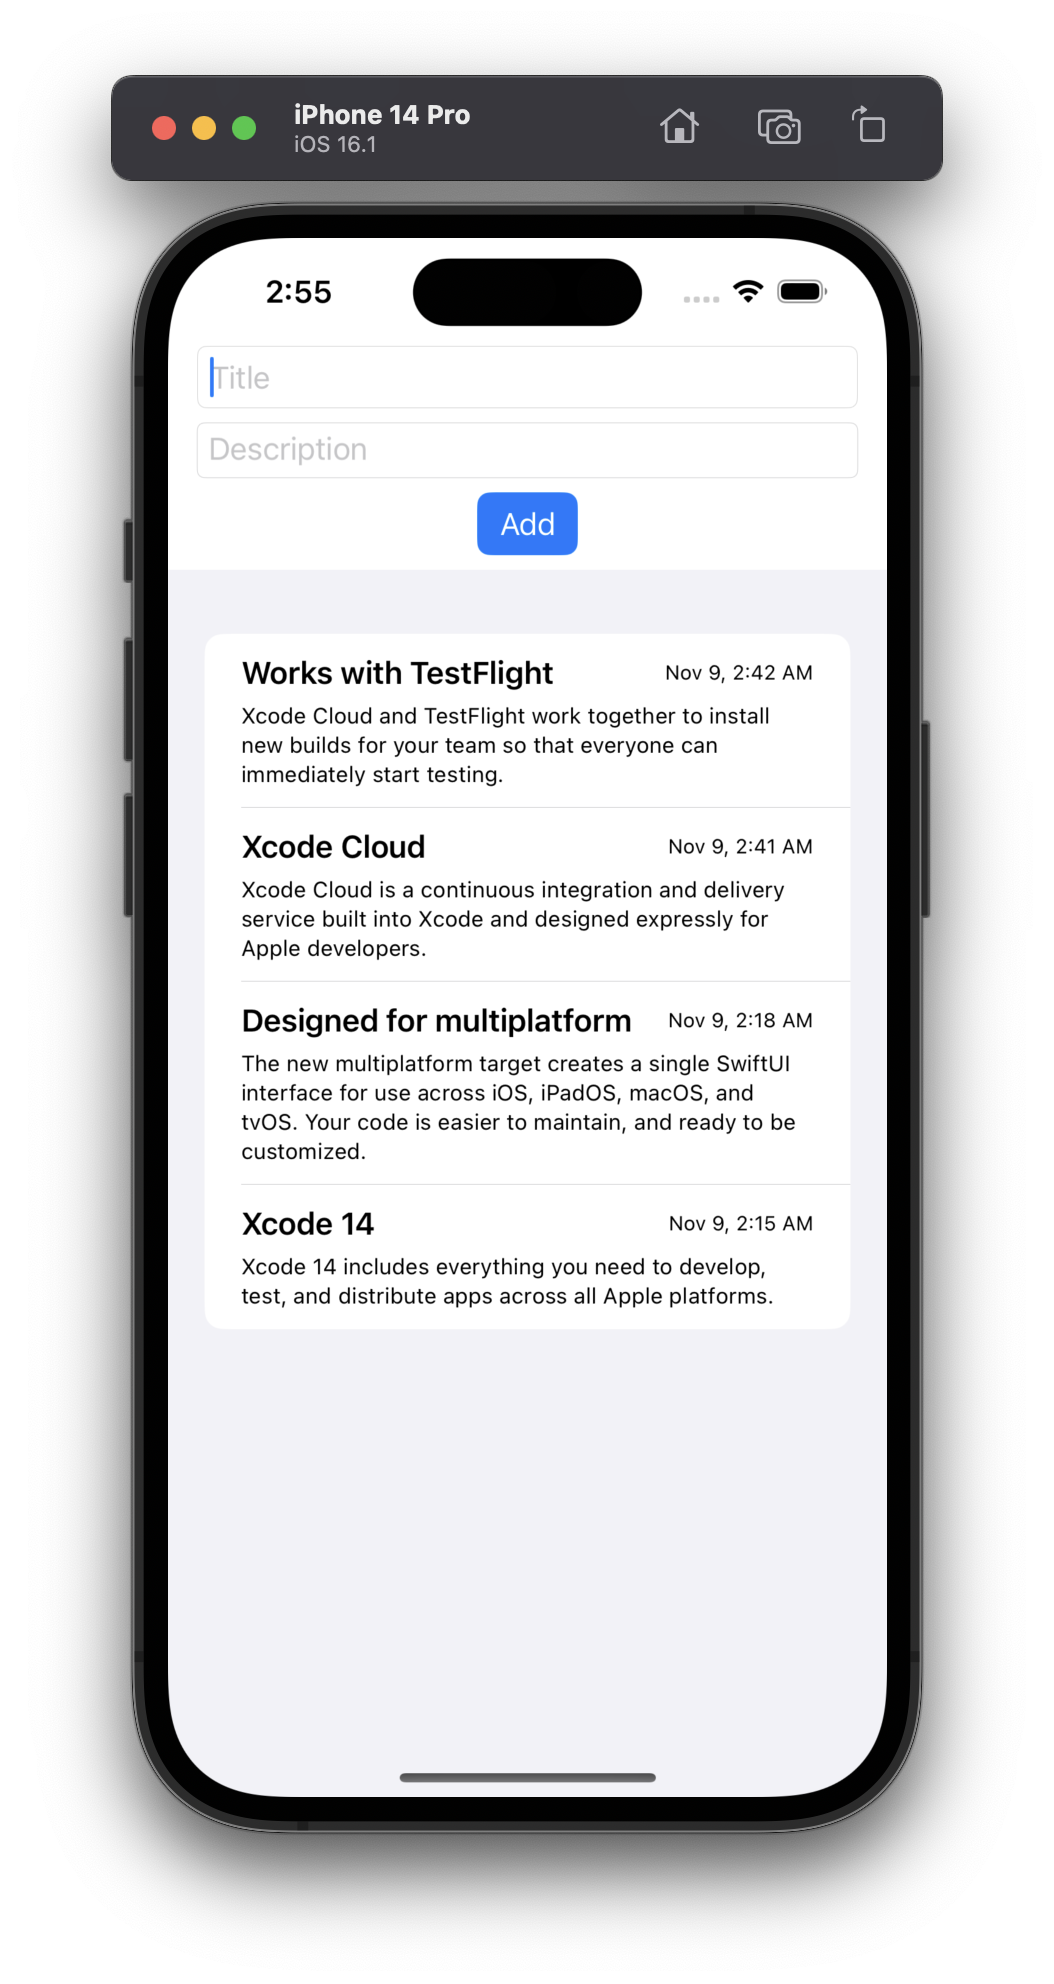 iPhone 14 Pro
iOS 16.1
2:55
Title
Description
Add
Works with TestFlight Nov 9, 2:42 AM
Xcode Cloud and TestFlight work together to install
new builds for your team so that everyone can
immediately start testing.
Xcode Cloud Nov 9, 2:41 AM
Xcode Cloud is a continuous integration and delivery
service built into Xcode and designed expressly for
Apple developers.
Designed for multiplatform Nov 9, 2:18 AM
The new multiplatform target creates a single SwiftUI
interface for use across iOS, iPadOS, macOS, and
tvOS. Your code is easier to maintain, and ready to be
customized.
Xcode 14 Nov 9, 2:15 AM
Xcode 14 includes everything you need to develop,
test, and distribute apps across all Apple platforms.